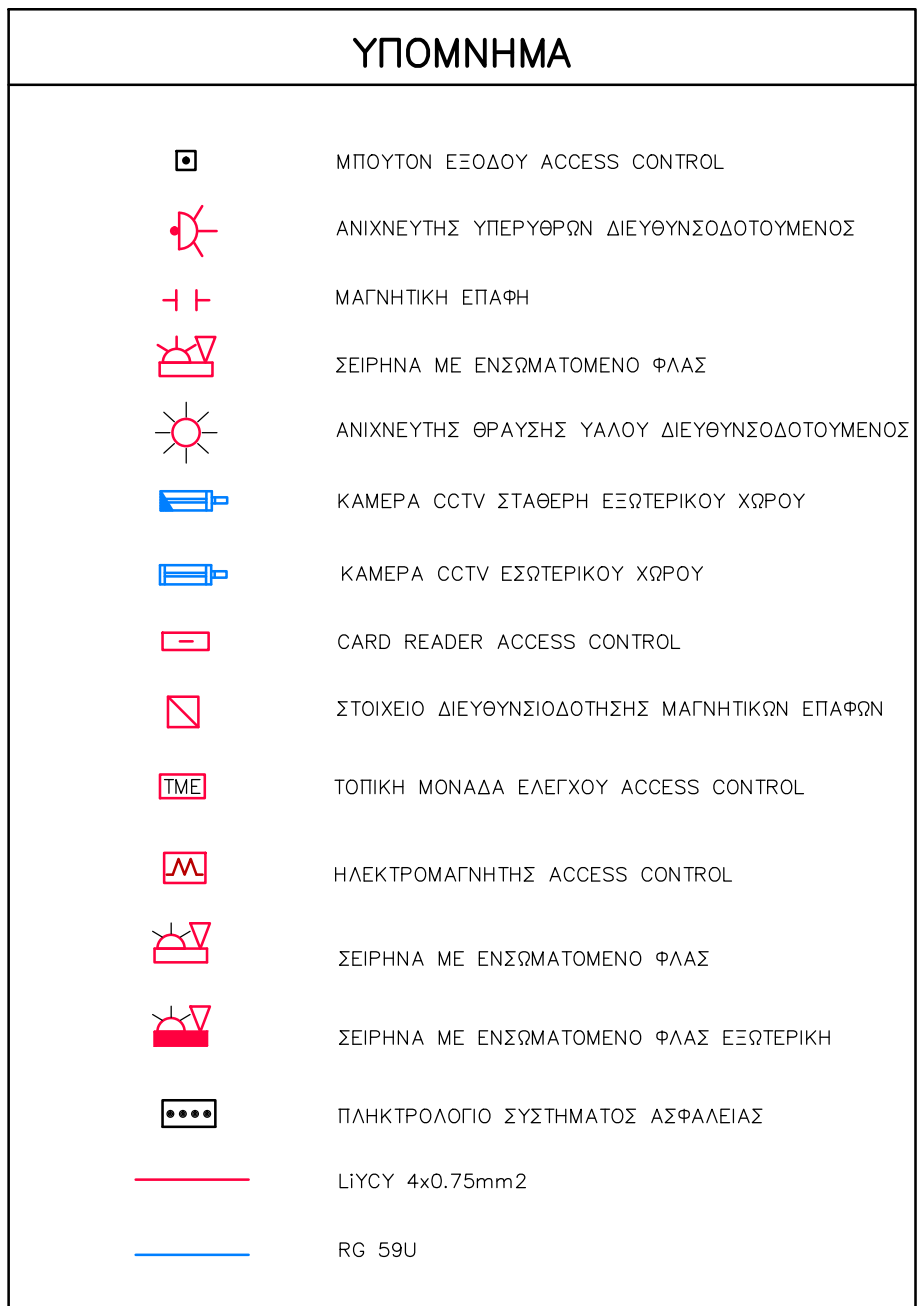 ΥΠΟΜΝΗΜΑ
ΜΠΟΥΤΟΝ ΕΞΟΔΟΥ ACCESS CONTROL
ΑΝΙΧΝΕΥΤΗΣ ΥΠΕΡΥΘΡΩΝ ΔΙΕΥΘΥΝΣΟΔΟΤΟΥΜΕΝΟΣ
ΜΑΓΝΗΤΙΚΗ ΕΠΑΦΗ
ΣΕΙΡΗΝΑ ΜΕ ΕΝΣΩΜΑΤΟΜΕΝΟ ΦΛΑΣ
ΑΝΙΧΝΕΥΤΗΣ ΘΡΑΥΣΗΣ ΥΑΛΟΥ ΔΙΕΥΘΥΝΣΟΔΟΤΟΥΜΕΝΟΣ
ΚΑΜΕΡΑ CCTV ΣΤΑΘΕΡΗ ΕΞΩΤΕΡΙΚΟΥ ΧΩΡΟΥ
ΚΑΜΕΡΑ CCTV ΕΣΩΤΕΡΙΚΟΥ ΧΩΡΟΥ
CARD READER ACCESS CONTROL
ΣΤΟΙΧΕΙΟ ΔΙΕΥΘΥΝΣΙΟΔΟΤΗΣΗΣ ΜΑΓΝΗΤΙΚΩΝ ΕΠΑΦΩΝ
ΤΜΕ ΤΟΠΙΚΗ ΜΟΝΑΔΑ ΕΛΕΓΧΟΥ ACCESS CONTROL
ΗΛΕΚΤΡΟΜΑΓΝΗΤΗΣ ACCESS CONTROL
ΣΕΙΡΗΝΑ ΜΕ ΕΝΣΩΜΑΤΟΜΕΝΟ ΦΛΑΣ
ΣΕΙΡΗΝΑ ΜΕ ΕΝΣΩΜΑΤΟΜΕΝΟ ΦΛΑΣ ΕΞΩΤΕΡΙΚΗ
ΠΛΗΚΤΡΟΛΟΓΙΟ ΣΥΣΤΗΜΑΤΟΣ ΑΣΦΑΛΕΙΑΣ
LiYCY 4x0.75mm2
RG 59U